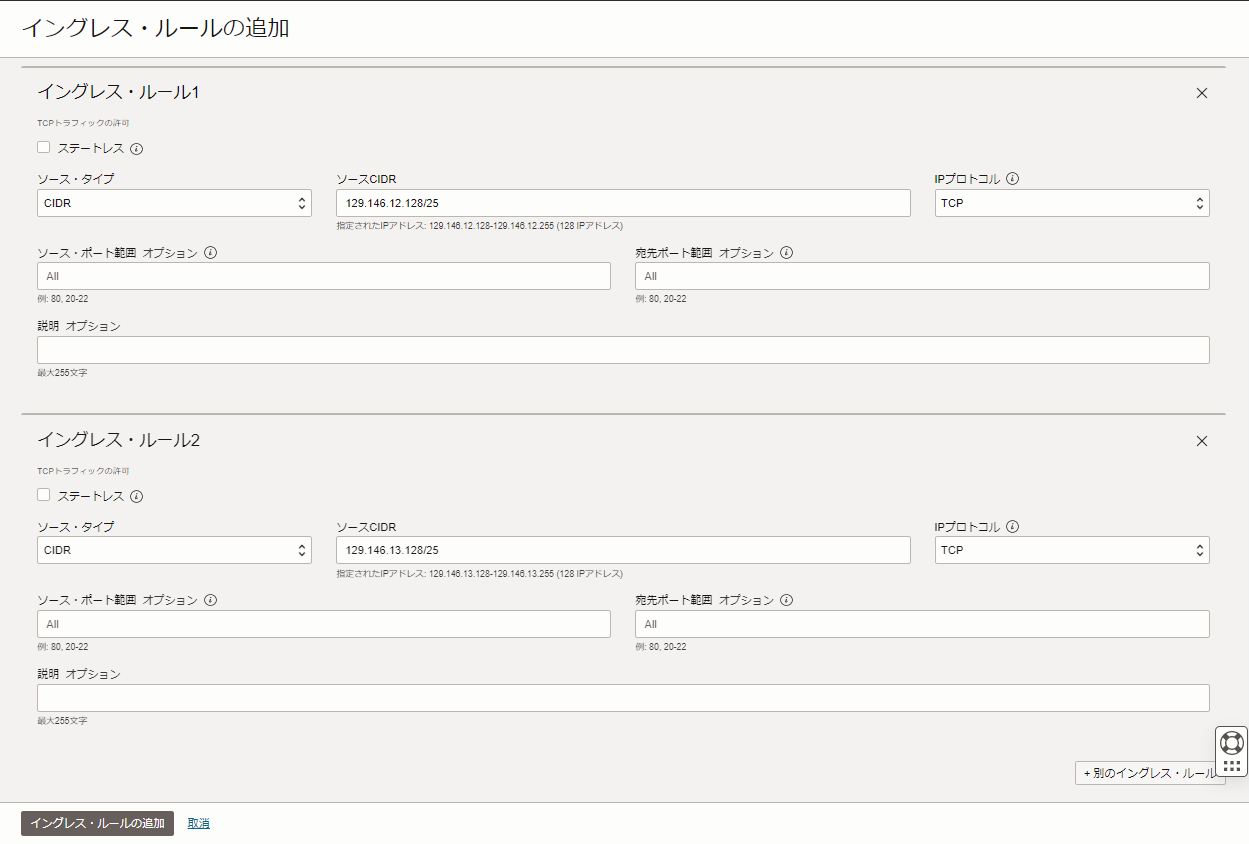 イングレス・ルールの追加
イングレス・ルール1
TCPトラフィックの許可
ステートレス
ソース・タイプ ソースCIDR IPプロトコル
CIDR 129.146.12.128/25 TCP
指定されたIPアドレス: 129.146.12.128-129.146.12.255 (128 IPアドレス)
ソース・ポート範囲 オプション 宛先ポート範囲 オプション
All All
例: 80, 20-22 例: 80, 20-22
説明 オプション
最大255文字
イングレス・ルール2
TCPトラフィックの許可
ステートレス
ソース・タイプ ソースCIDR IPプロトコル
CIDR 129.146.13.128/25 TCP
指定されたIPアドレス: 129.146.13.128-129.146.13.255 (128 IPアドレス)
ソース・ポート範囲 オプション 宛先ポート範囲 オプション
All All
例: 80, 20-22 例: 80, 20-22
説明 オプション
最大255文字
+ 別のイングレス・ルール
イングレス・ルールの追加 取消